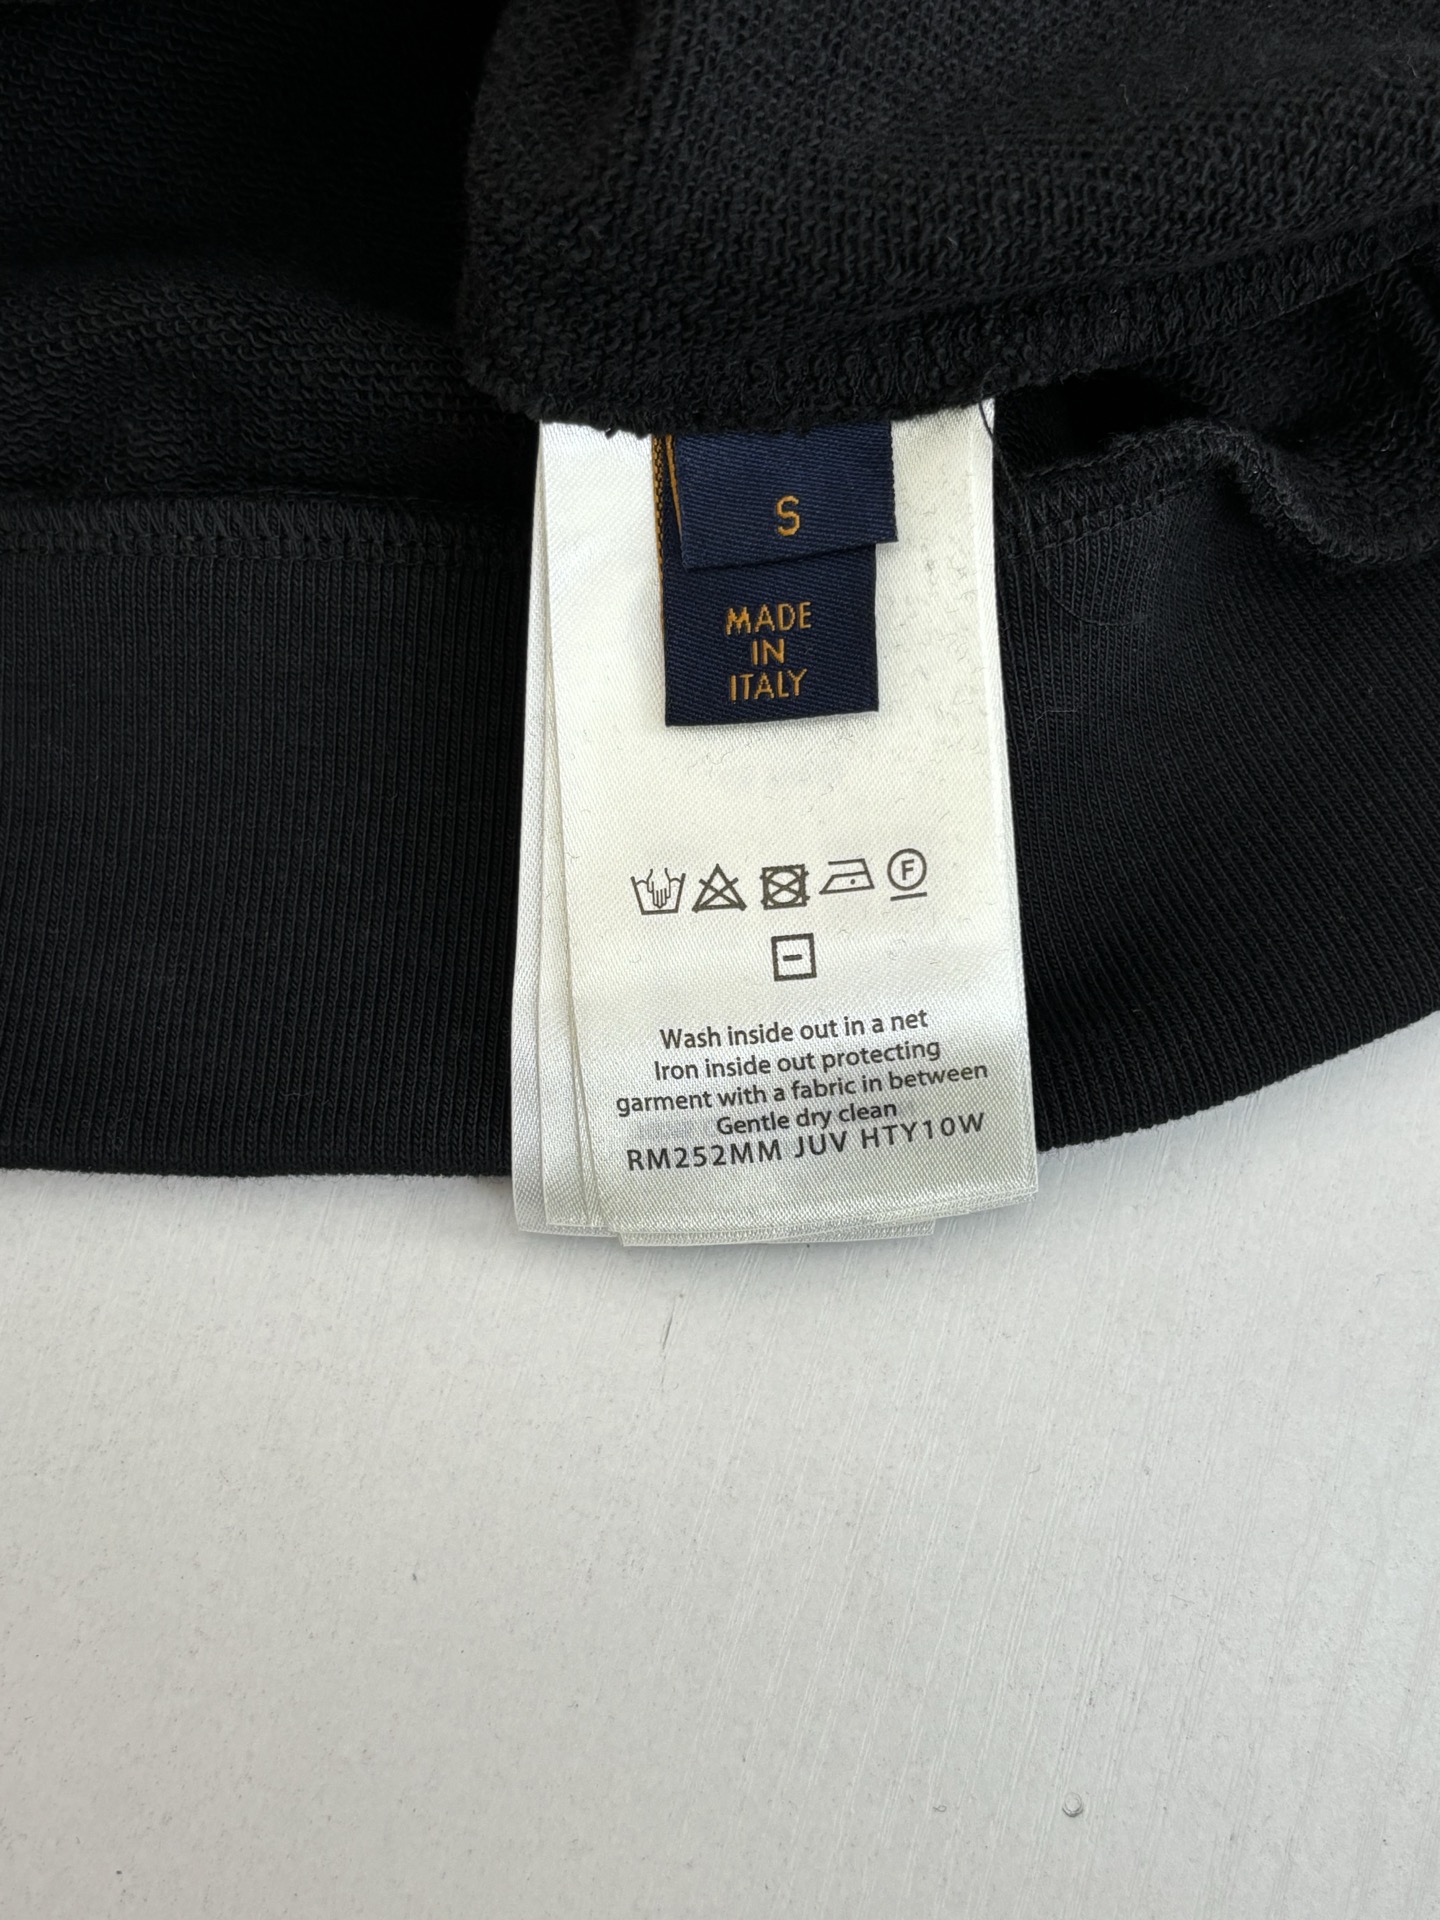 S
MADE
IN
ITALY
F
Wash inside out in a net
Iron inside out protecting
garment with a fabric in between
Gentle dry clean
RM252MM JUV HTY10W